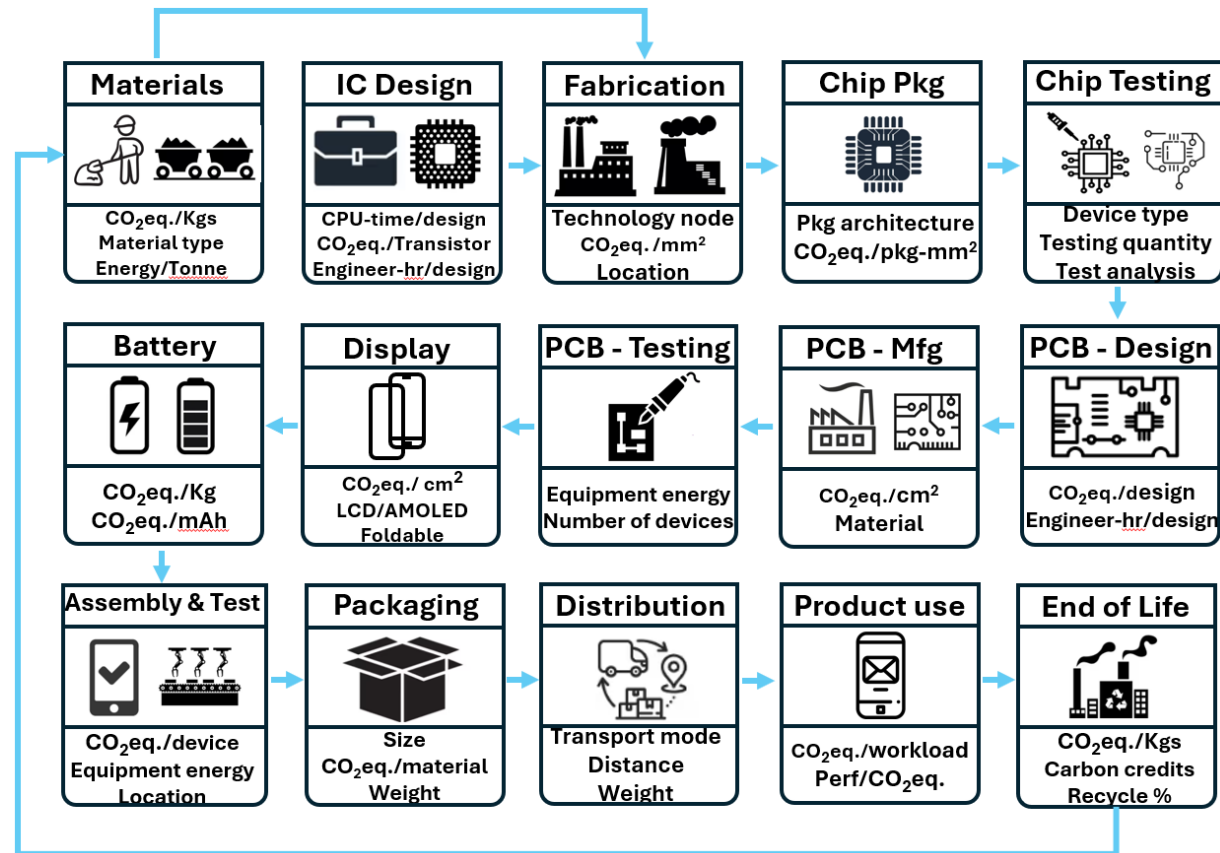 Materials
CO₂eq./Kgs
Material type
Energy/Tonne
IC Design
CPU-time/design
CO₂eq./Transistor
Engineer-hr/design
Fabrication
Technology node
CO₂eq./mm²
Location
Chip Pkg
Pkg architecture
CO₂eq./pkg-mm²
Chip Testing
Device type
Testing quantity
Test analysis
PCB - Design
CO₂eq./design
Engineer-hr/design
PCB - Mfg
CO₂eq./cm²
Material
PCB - Testing
Equipment energy
Number of devices
Display
CO₂eq./ cm²
LCD/AMOLED
Foldable
Battery
CO₂eq./Kg
CO₂eq./mAh
Assembly & Test
CO₂eq./device
Equipment energy
Location
Packaging
Size
CO₂eq./material
Weight
Distribution
Transport mode
Distance
Weight
Product use
CO₂eq./workload
Perf/CO₂eq.
End of Life
CO₂eq./Kgs
Carbon credits
Recycle %